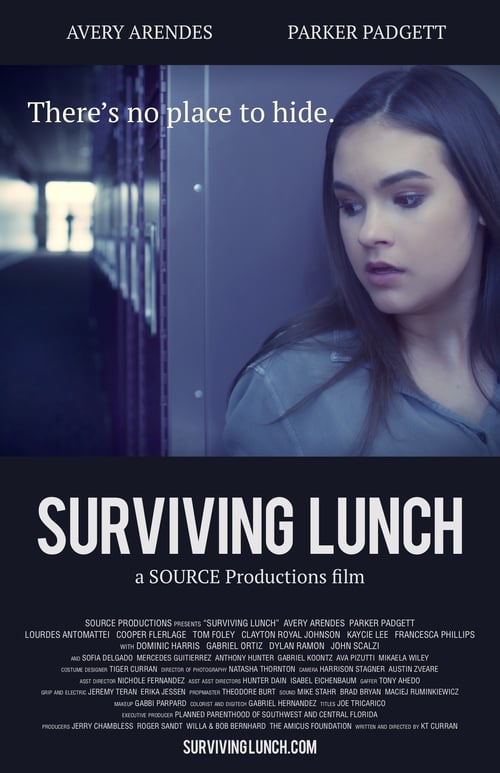 AVERY ARENDES PARKER PADGETT
There's no place to hide.
SURVIVING LUNCH
a SOURCE Productions film
SOURCE PRODUCTIONS PRESENTS "SURVIVING LUNCH" AVERY ARENDES PARKER PADGETT
LOURDES ANTOMATTEI COOPER FLERLAGE TOM FOLEY CLAYTON ROYAL JOHNSON KAYCIE LEE FRANCESCA PHILLIPS
WITH DOMINIC HARRIS GABRIEL ORTIZ DYLAN RAMON JOHN SCALZI
AND SOFIA DELGADO MERCEDES GUITIERREZ ANTHONY HUNTER GABRIEL KOONTZ AVA PIZUTTI MIKAELA WILEY
COSTUME DESIGNER TIGER CURRAN DIRECTOR OF PHOTOGRAPHY NATASHA THORNTON CAMERA HARRISON STAGNER AUSTIN ZVEARE
ASST DIRECTOR NICHOLE FERNANDEZ ASST ASST DIRECTORS HUNTER DAIN ISABEL EICHENBAUM GAFFER TONY AHEDO
GRIP AND ELECTRIC JEREMY TERAN ERIKA JESSEN PROPMASTER THEODORE BURT SOUND MIKE STAHR BRAD BRYAN MACIEJ RUMINKIEWICZ
MAKEUP GABBI PARPARD COLORIST AND DIGITECH GABRIEL HERNANDEZ TITLES JOE TRICARICO
EXECUTIVE PRODUCER PLANNED PARENTHOOD OF SOUTHWEST AND CENTRAL FLORIDA
PRODUCERS JERRY CHAMBLESS ROGER SANDT WILLA & BOB BERNHARD THE AMICUS FOUNDATION WRITTEN AND DIRECTED BY KT CURRAN
SURVIVINGLUNCH.COM